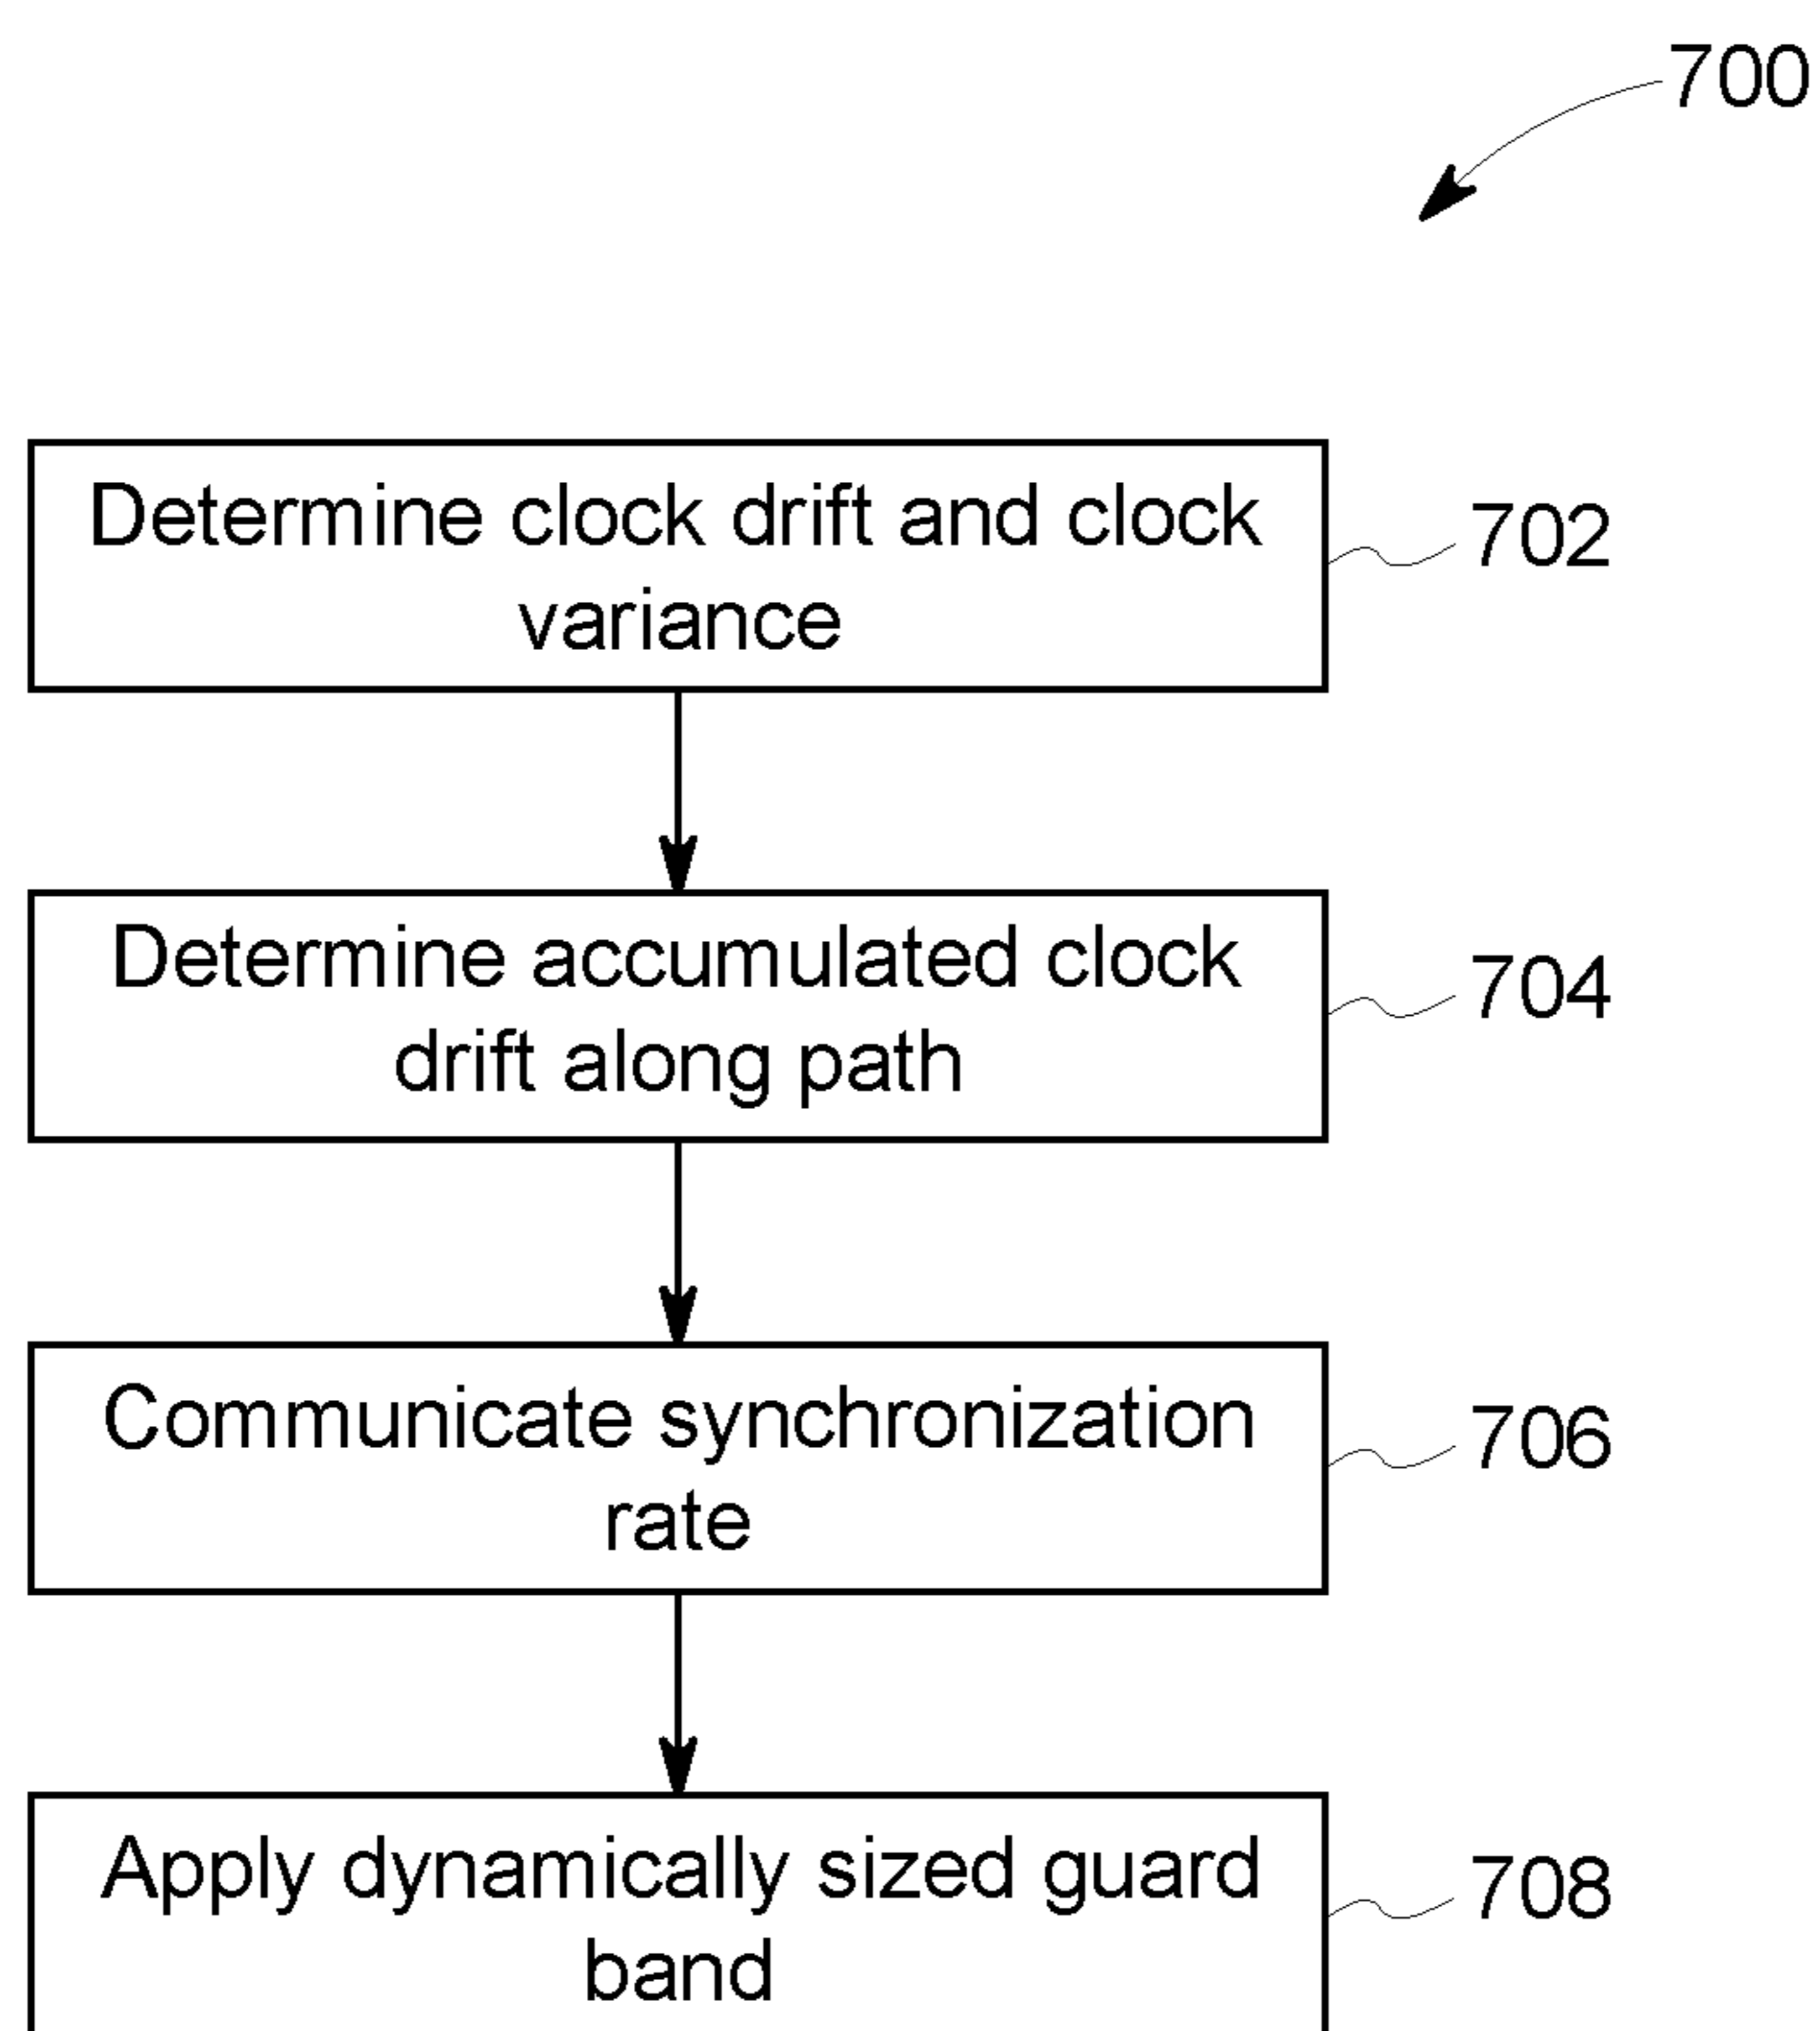 700
Determine clock drift and clock
variance
702
Determine accumulated clock
drift along path
704
Communicate synchronization
rate
706
Apply dynamically sized guard
band
708